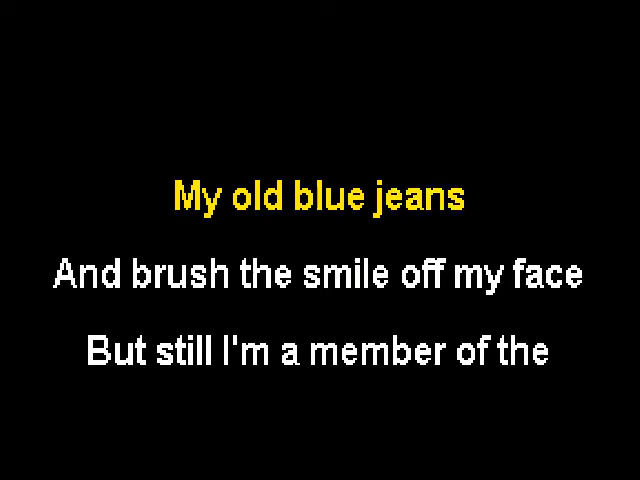 My old blue jeans
And brush the smile off my face
But still I'm a member of the